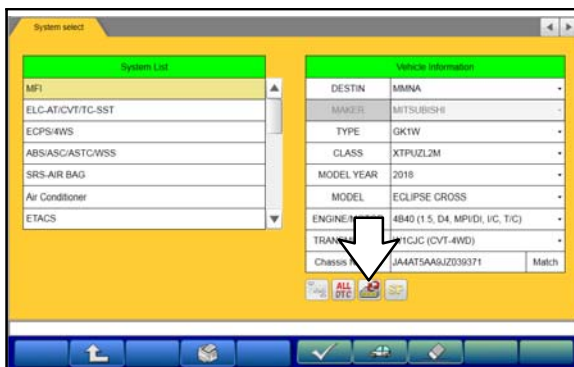 System select
System List
MFI
ELC-AT/CVT/TC-SST
ECPS/4WS
ABS/ASC/ASTC/WSS
SRS-AIR BAG
Air Conditioner
ETACS
Vehicle Information
DESTIN MMNA
MAKER MITSUBISHI
TYPE GK1W
CLASS XTPUZL2M
MODEL YEAR 2018
MODEL ECLIPSE CROSS
4B40 (1.5, D4, MPI/DI, I/C, T/C)
W1CJC (CVT-4WD)
Chassis JA4AT5AA9JZ039371 Match
ALL
DTC